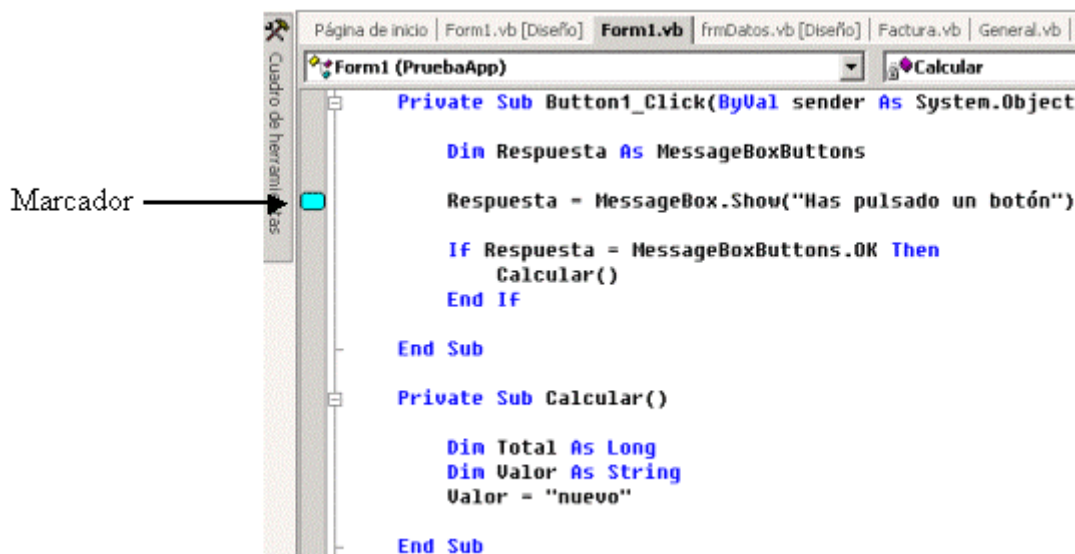 Página de inicio | Form1.vb [Diseño] Form1.vb | frmDatos.vb [Diseño] | Factura.vb | General.vb |
Cuadro de herramientas
Form1 (PruebaApp) Calcular
Private Sub Button1_Click(ByVal sender As System.Object
Dim Respuesta As MessageBoxButtons
Marcador
Respuesta = MessageBox.Show("Has pulsado un botón")
If Respuesta = MessageBoxButtons.OK Then
Calcular()
End If
End Sub
Private Sub Calcular()
Dim Total As Long
Dim Valor As String
Valor = "nuevo"
End Sub